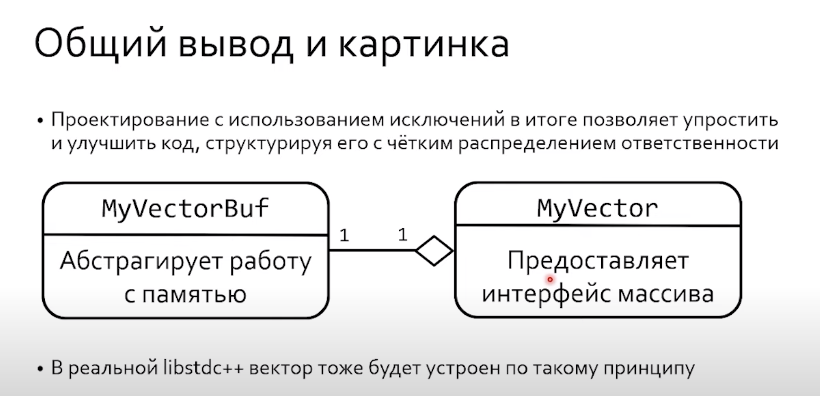 Общий вывод и картинка
• Проектирование с использованием исключений в итоге позволяет упростить
и улучшить код, структурируя его с чётким распределением ответственности
MyVectorBuf
Абстрагирует работу
с памятью
1 1
MyVector
Предоставляет
интерфейс массива
• В реальной libstdc++ вектор тоже будет устроен по такому принципу